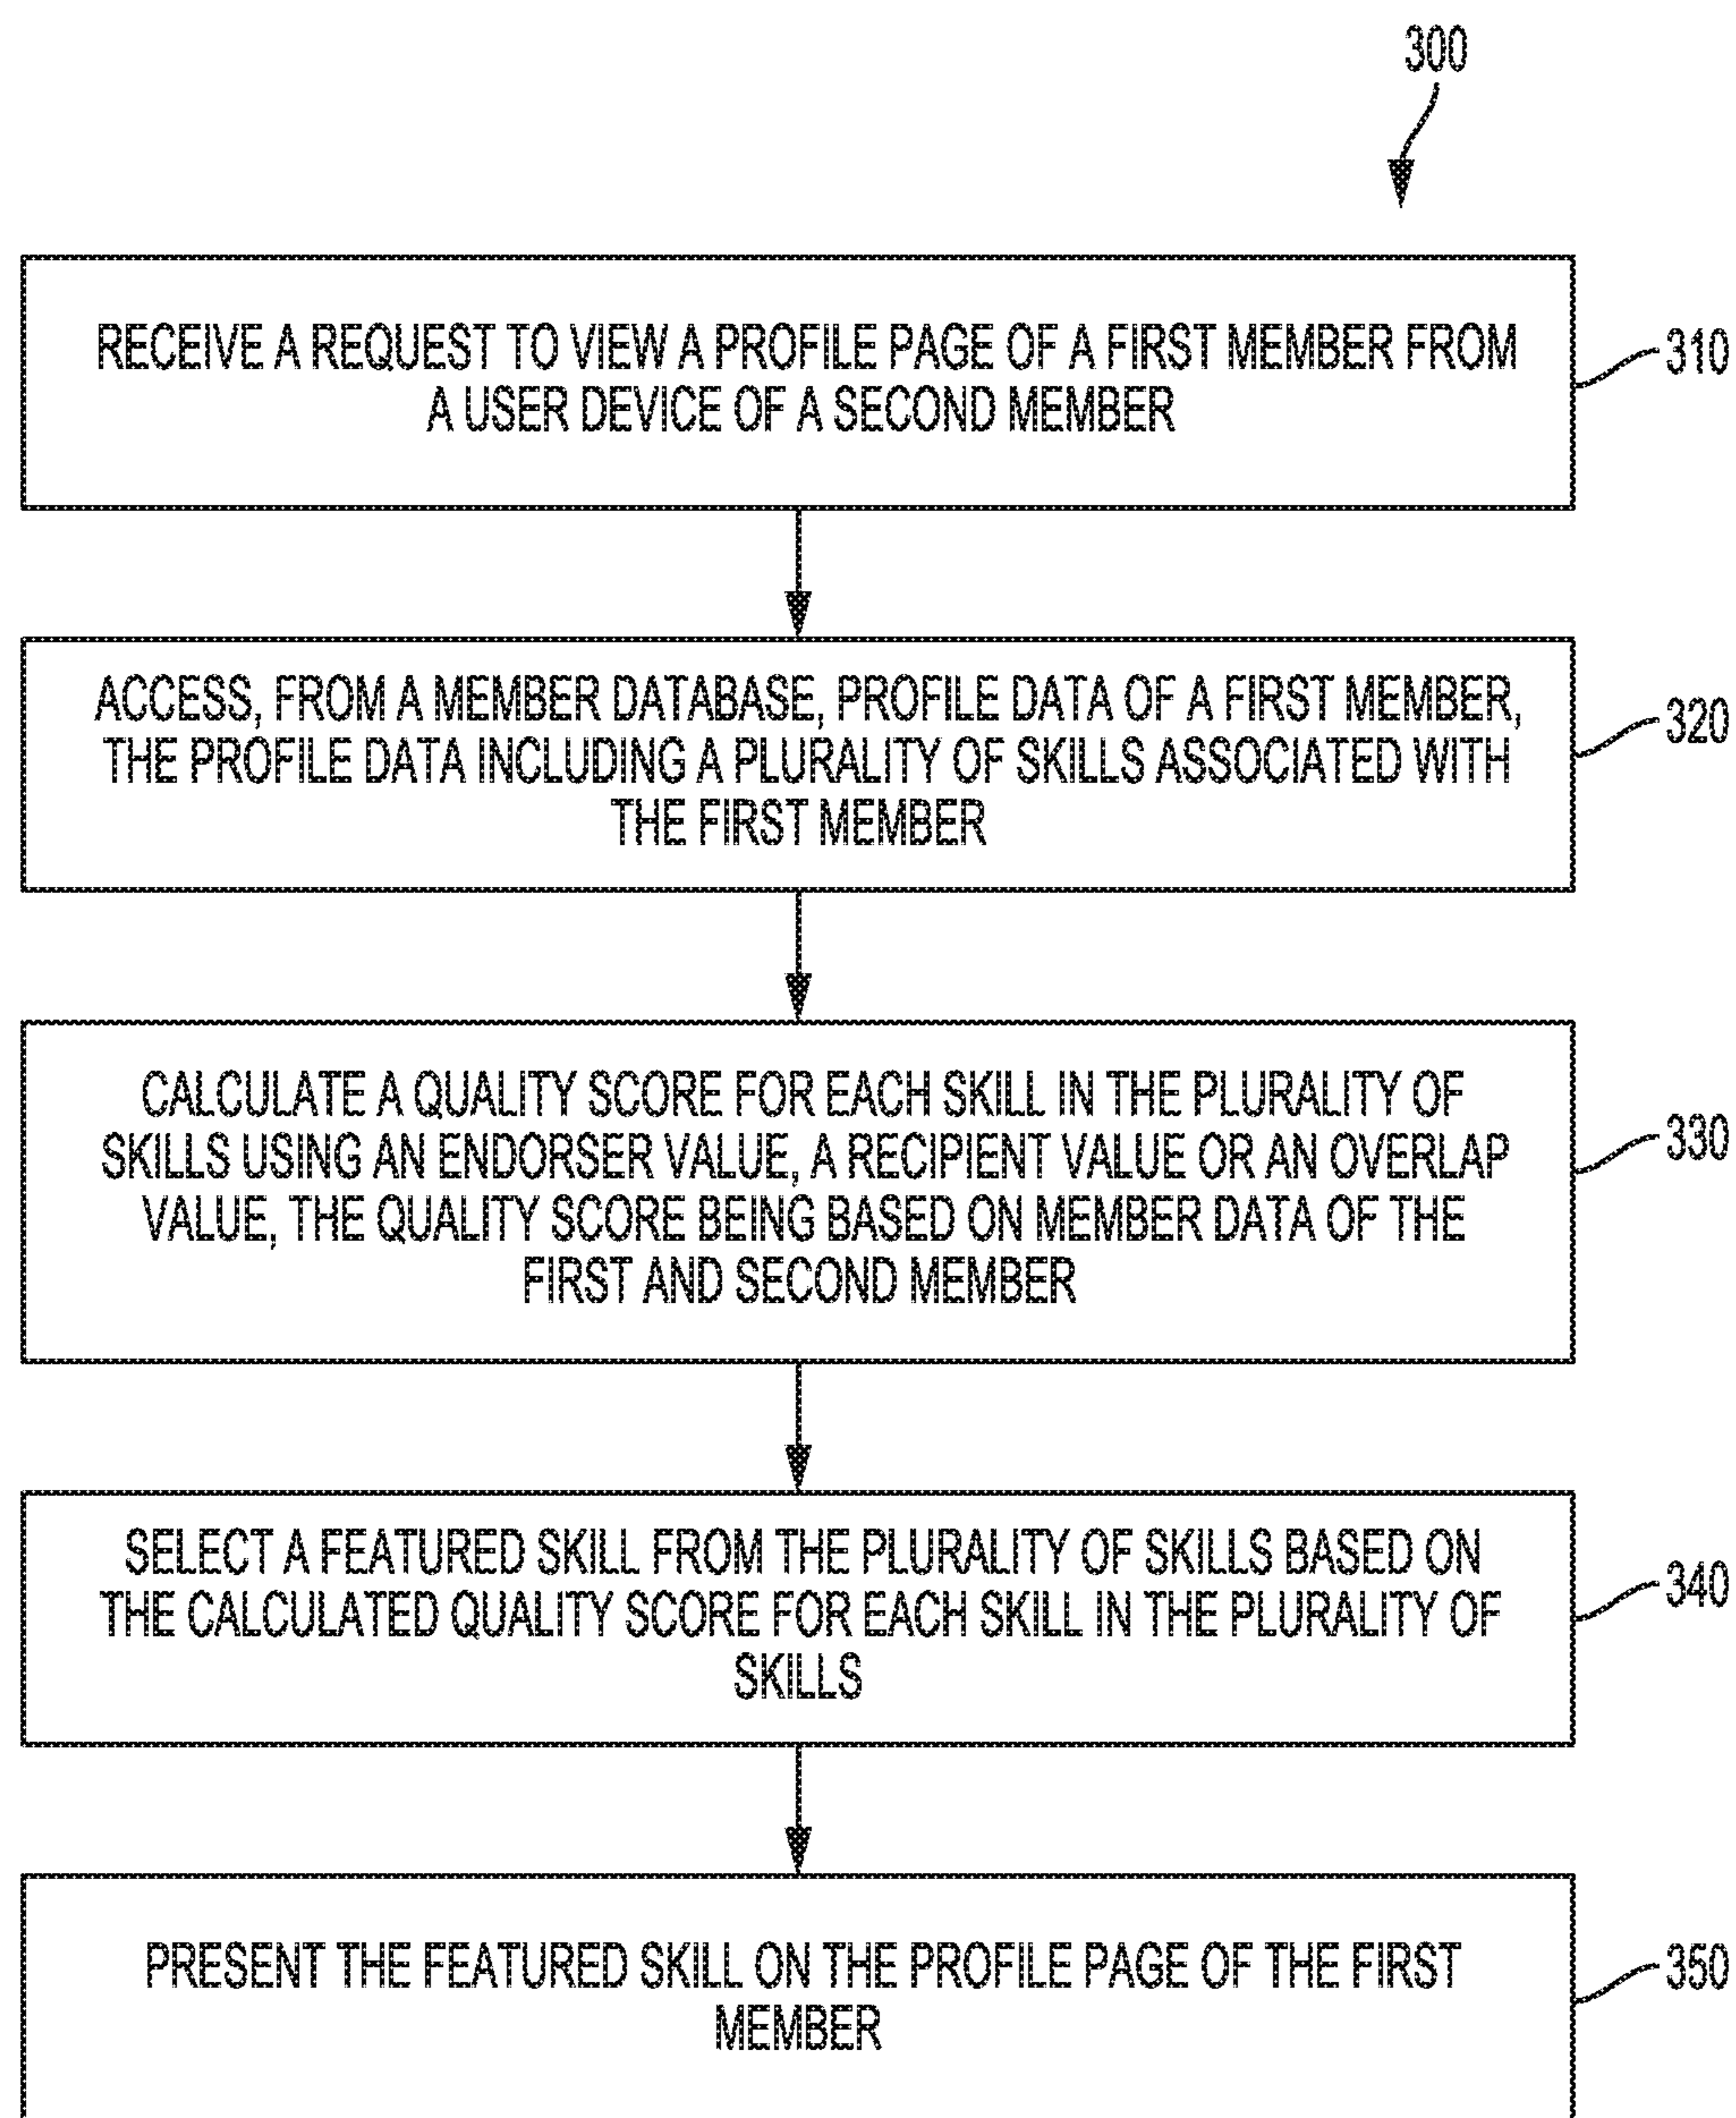 300
RECEIVE A REQUEST TO VIEW A PROFILE PAGE OF A FIRST MEMBER FROM
A USER DEVICE OF A SECOND MEMBER
310
ACCESS, FROM A MEMBER DATABASE, PROFILE DATA OF A FIRST MEMBER,
THE PROFILE DATA INCLUDING A PLURALITY OF SKILLS ASSOCIATED WITH
THE FIRST MEMBER
320
CALCULATE A QUALITY SCORE FOR EACH SKILL IN THE PLURALITY OF
SKILLS USING AN ENDORSER VALUE, A RECIPIENT VALUE OR AN OVERLAP
VALUE, THE QUALITY SCORE BEING BASED ON MEMBER DATA OF THE
FIRST AND SECOND MEMBER
330
SELECT A FEATURED SKILL FROM THE PLURALITY OF SKILLS BASED ON
THE CALCULATED QUALITY SCORE FOR EACH SKILL IN THE PLURALITY OF
SKILLS
340
PRESENT THE FEATURED SKILL ON THE PROFILE PAGE OF THE FIRST
MEMBER
350